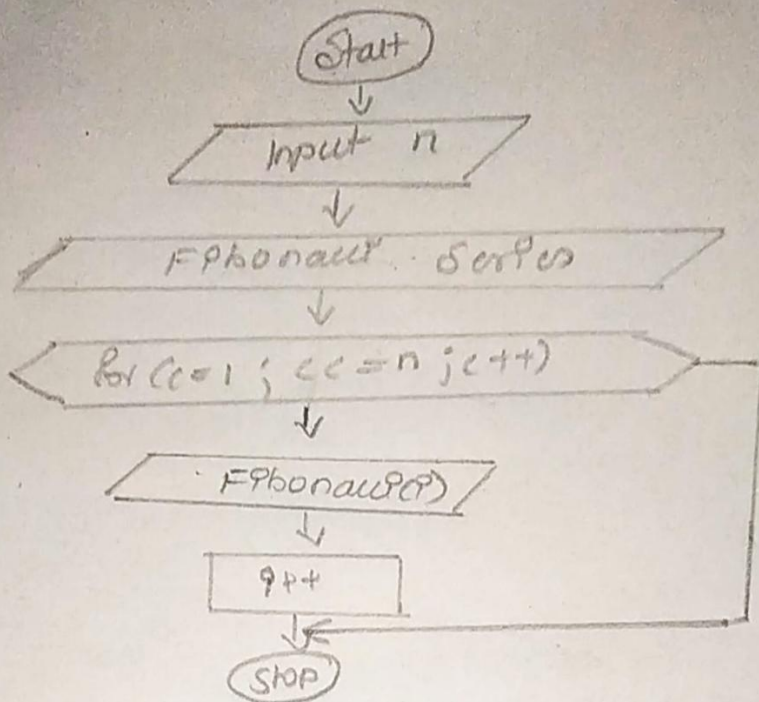 Start
Input n
Fibonacci Series
for (c=1 ; c<=n ; c++)
Fibonacci(i)
i++
Stop